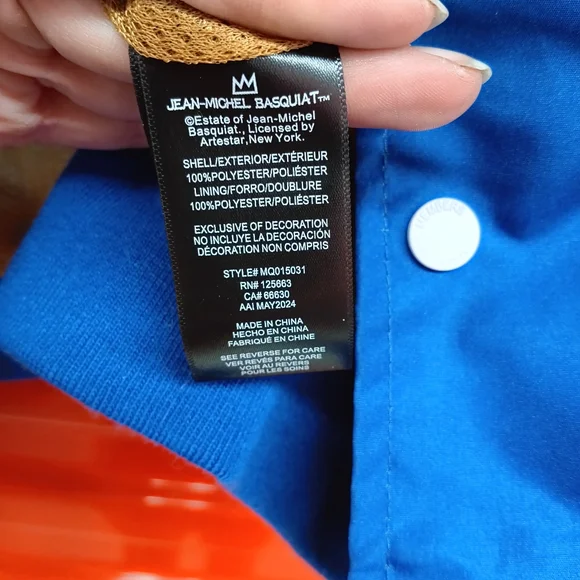 JEAN-MICHEL BASQUIAT™
©Estate of Jean-Michel
Basquiat., Licensed by
Artestar,New York.
SHELL/EXTERIOR/EXTÉRIEUR
100%POLYESTER/POLIÉSTER
LINING/FORRO/DOUBLURE
100%POLYESTER/POLIÉSTER
EXCLUSIVE OF DECORATION
NO INCLUYE LA DECORACIÓN
DÉCORATION NON COMPRIS
STYLE# MQ015031
RN# 125663
CA# 66630
AAI MAY2024
MADE IN CHINA
HECHO EN CHINA
FABRIQUÉ EN CHINE
SEE REVERSE FOR CARE
VER REVÉS PARA CARE
VOIR AU REVERS
POUR LES SOINS
MEMBERS